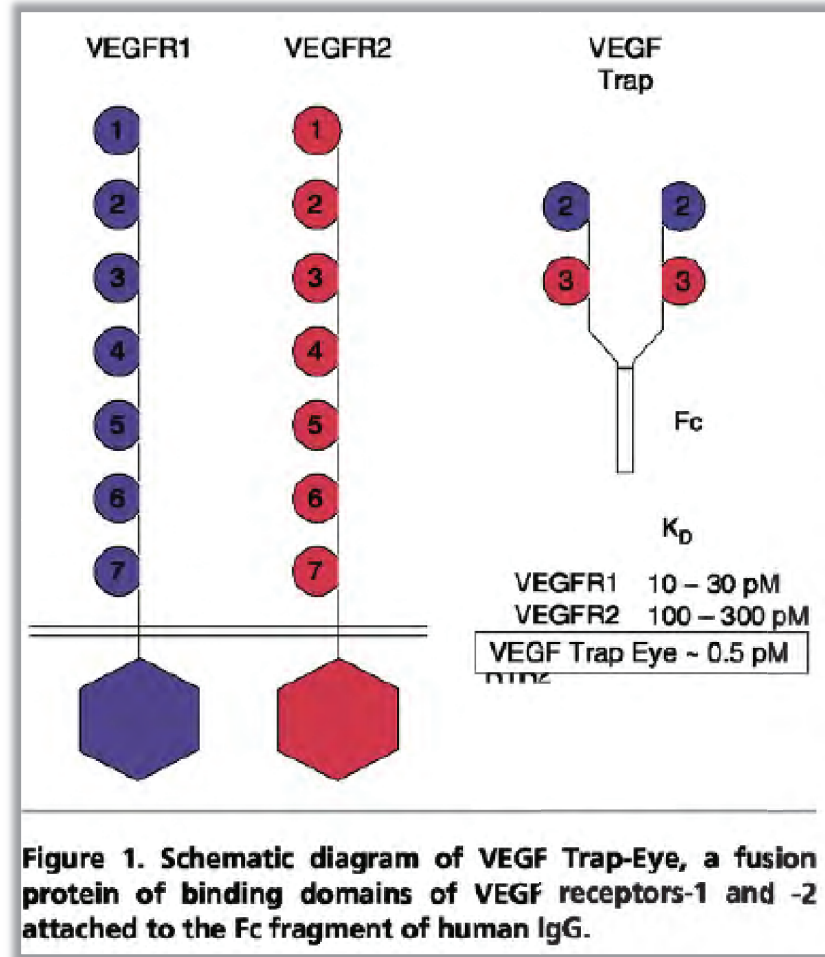 VEGFR1 VEGFR2 VEGF
Trap
1 1
2 2 2 2
3 3 3 3
4 4
5 5
Fc
6 6
K_D
7 7
VEGFR1 10 – 30 pM
VEGFR2 100 – 300 pM
VEGF Trap Eye ~ 0.5 pM
Figure 1. Schematic diagram of VEGF Trap-Eye, a fusion
protein of binding domains of VEGF receptors-1 and -2
attached to the Fc fragment of human IgG.